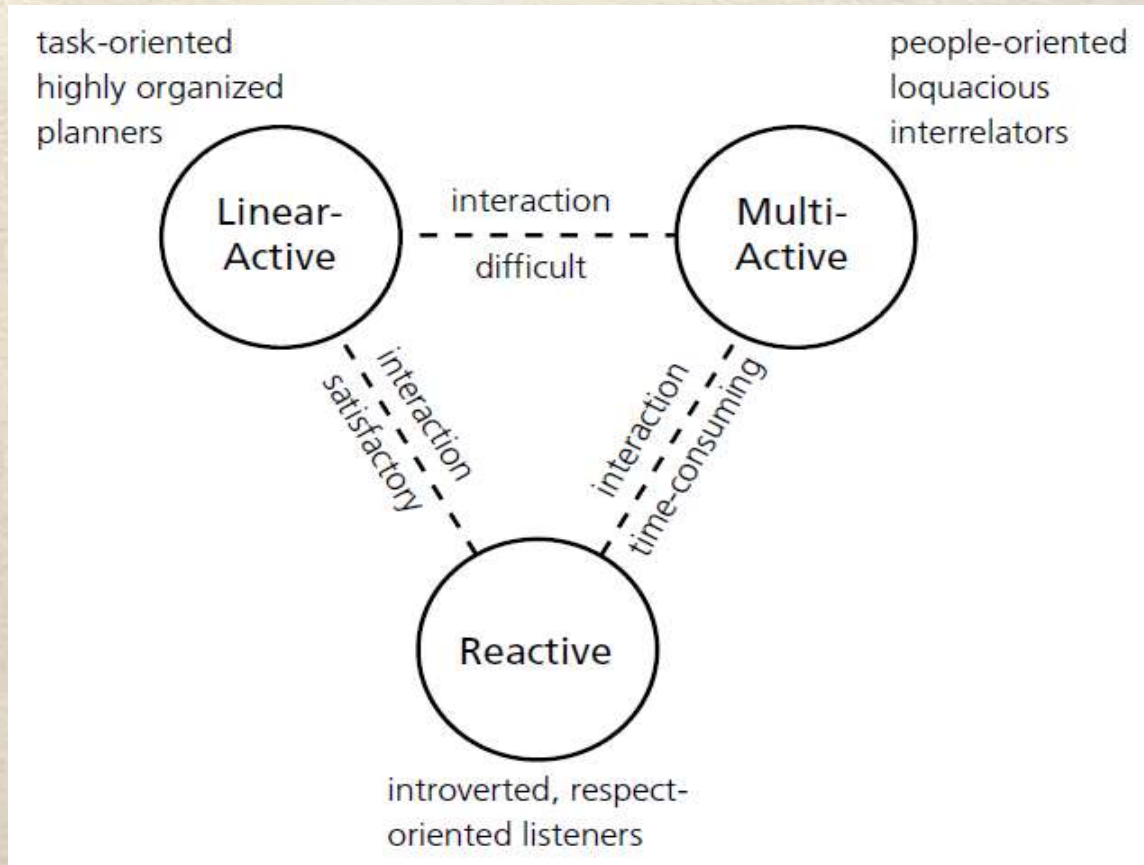 task-oriented
highly organized
planners
people-oriented
loquacious
interrelators
Linear-
Active
interaction
difficult
Multi-
Active
interaction
satisfactory
interaction
time-consuming
Reactive
introverted, respect-
oriented listeners